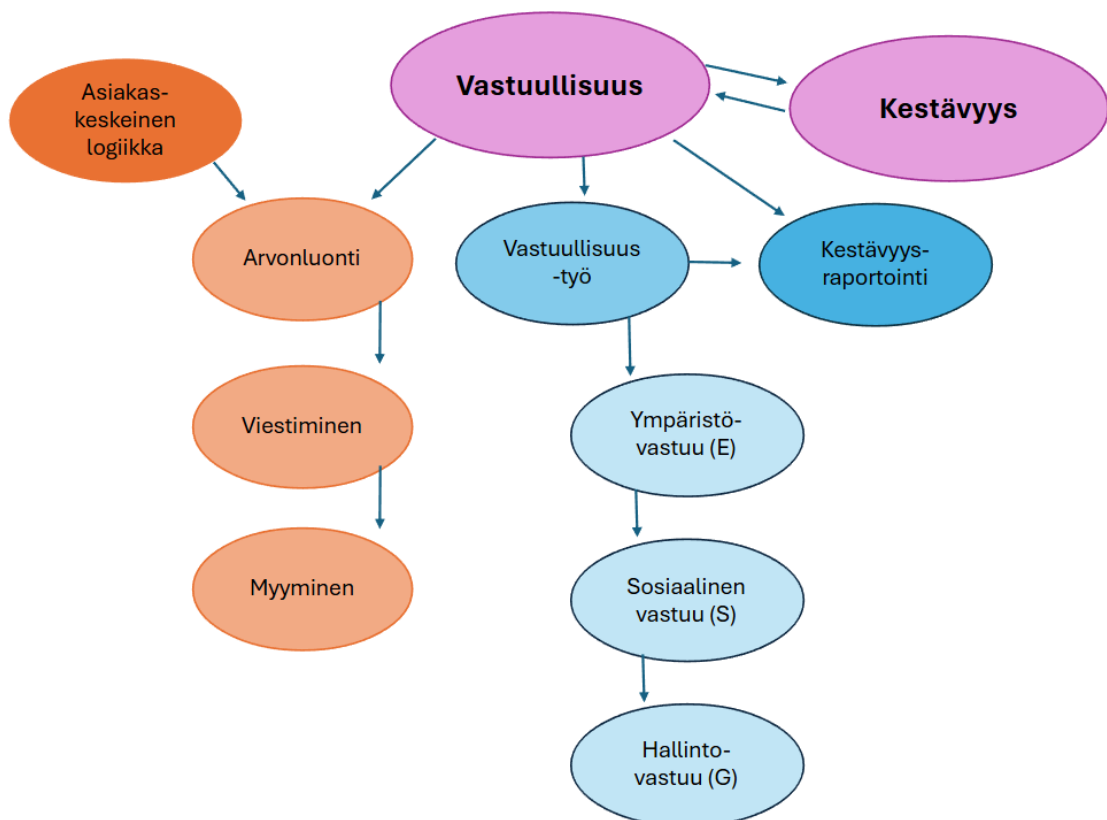 Asiakas-
keskeinen
logiikka
Vastuullisuus
Kestävyys
Arvonluonti
Vastuullisuus
-työ
Kestävyys-
raportointi
Viestiminen
Ympäristö-
vastuu (E)
Myyminen
Sosiaalinen
vastuu (S)
Hallinto-
vastuu (G)